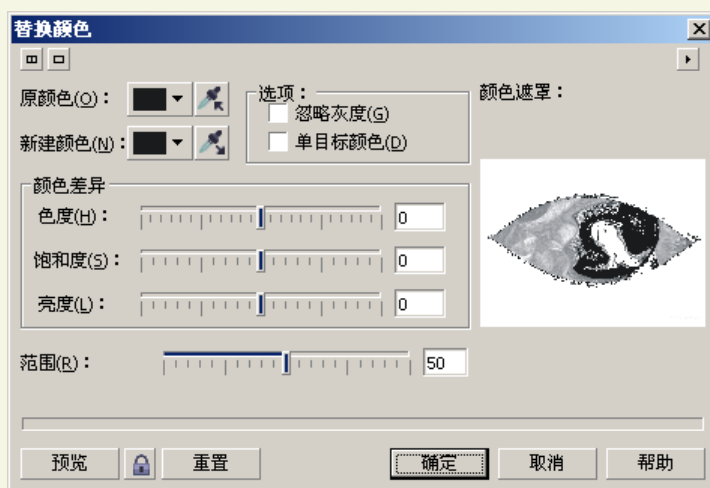 替换颜色
原颜色(O)：
选项：
忽略灰度(G)
颜色遮罩：
新建颜色(N)：
单目标颜色(D)
颜色差异
色度(H)：
0
饱和度(S)：
0
亮度(L)：
0
范围(R)：
50
预览
重置
确定
取消
帮助